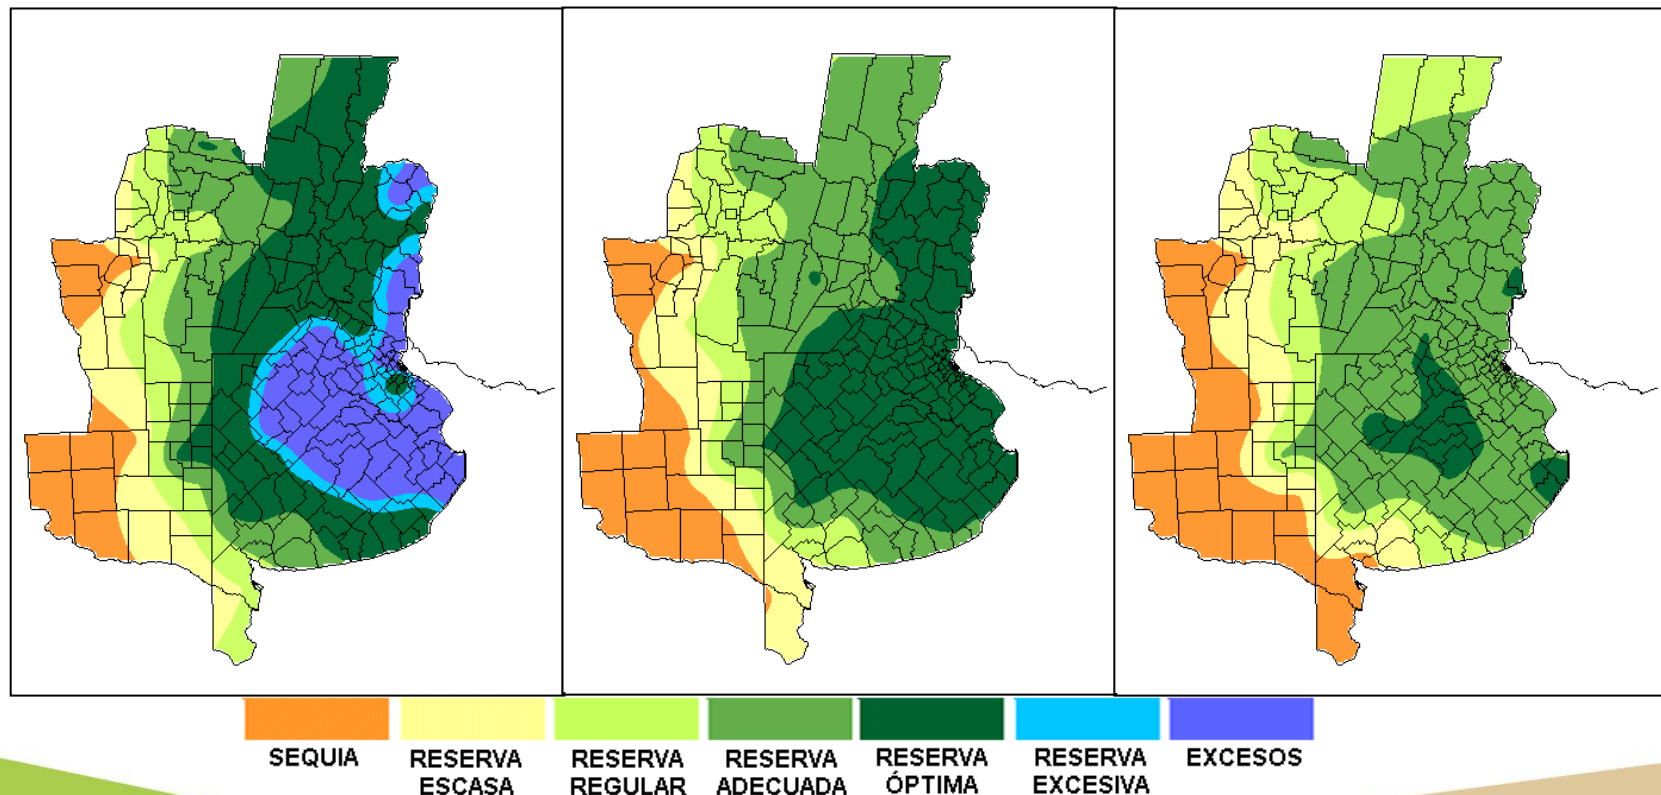 SEQUIA
RESERVA
ESCASA
RESERVA
REGULAR
RESERVA
ADECUADA
RESERVA
ÓPTIMA
RESERVA
EXCESIVA
EXCESOS